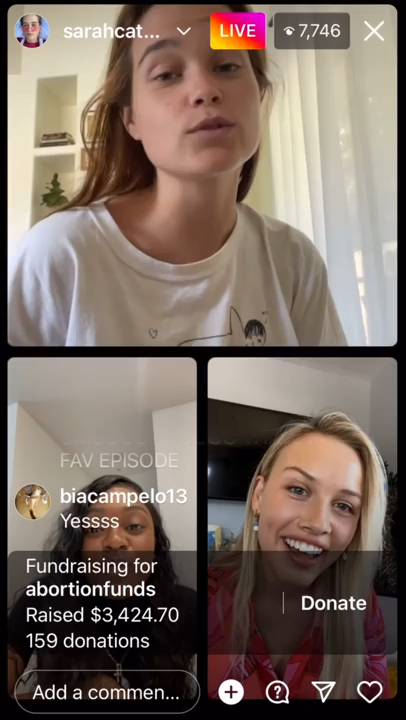 sarahcat...
LIVE
7,746
FAV EPISODE
biacampelo13
Yessss
Fundraising for
abortionfunds
Raised $3,424.70
159 donations
Donate
Add a commen...